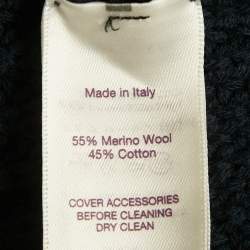 Made in Italy
55% Merino Wool
45% Cotton
COVER ACCESSORIES
BEFORE CLEANING
DRY CLEAN